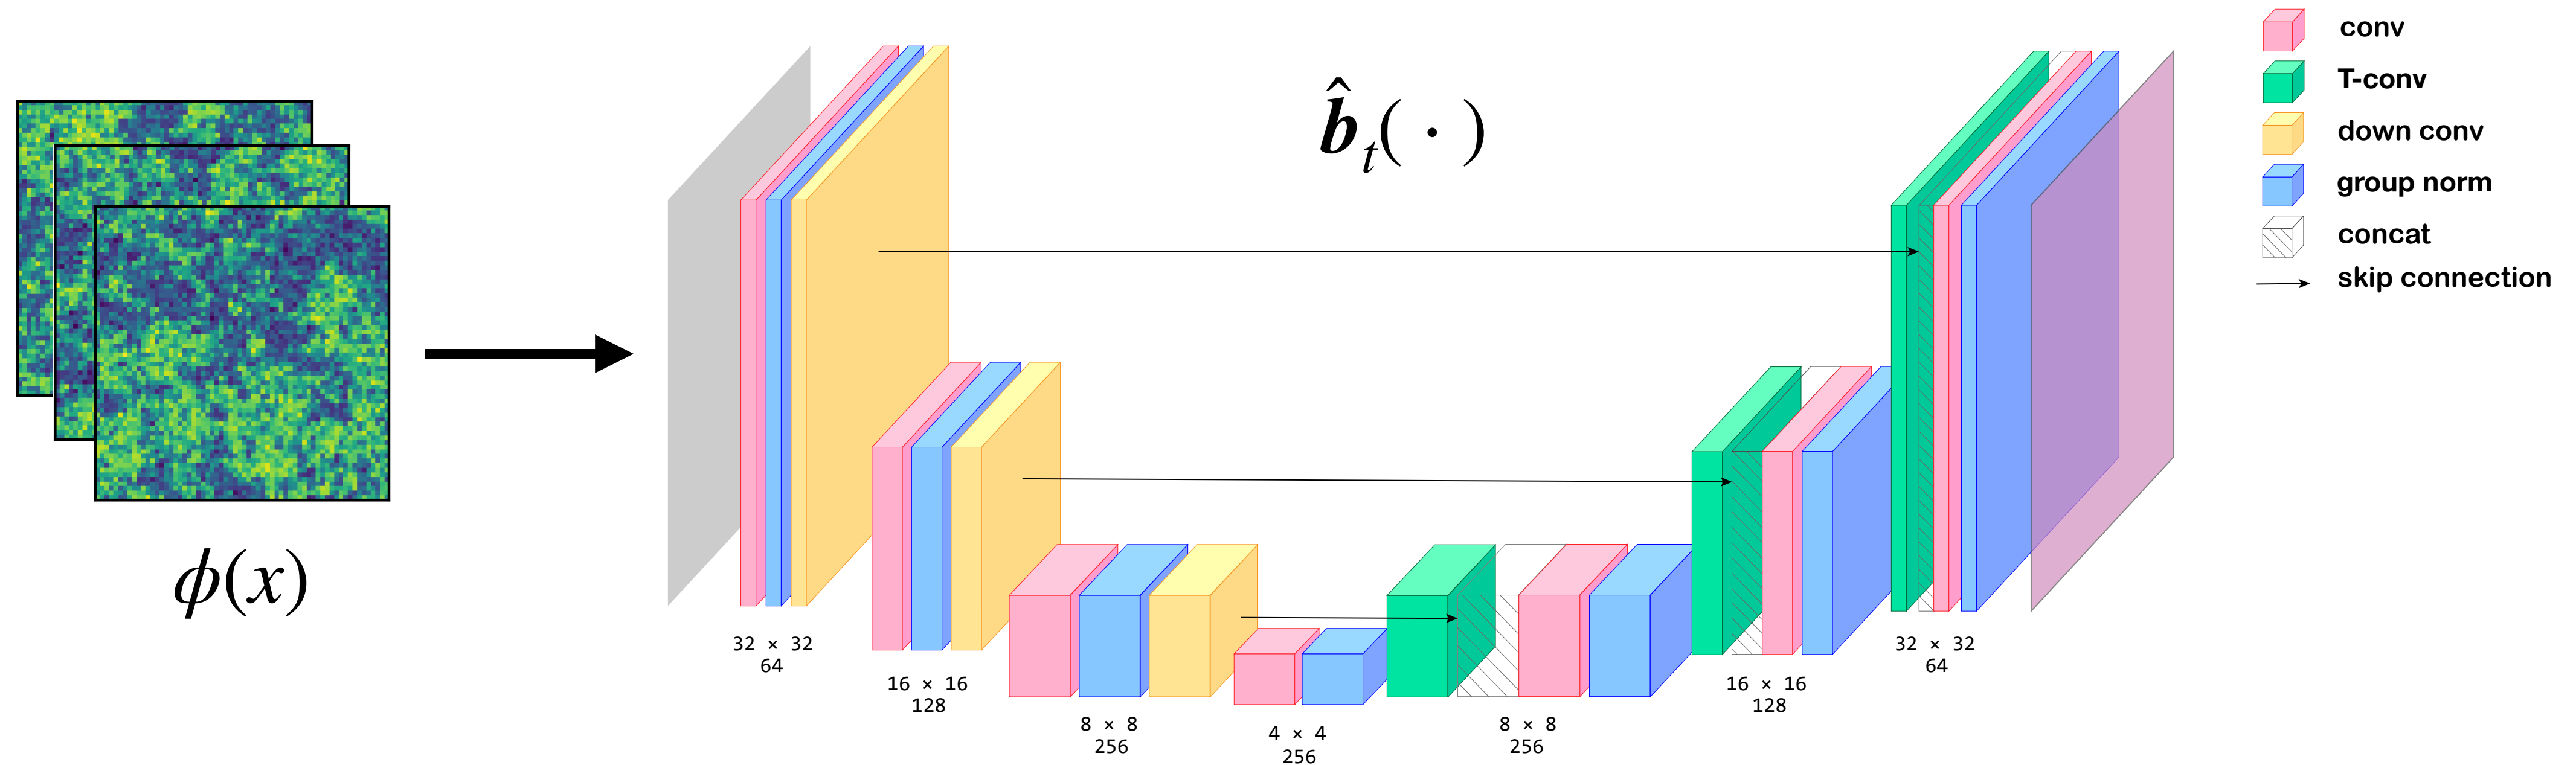 ϕ(x)
b̂ₜ( · )
32 × 32
64
16 × 16
128
8 × 8
256
4 × 4
256
8 × 8
256
16 × 16
128
32 × 32
64
conv
T-conv
down conv
group norm
concat
skip connection